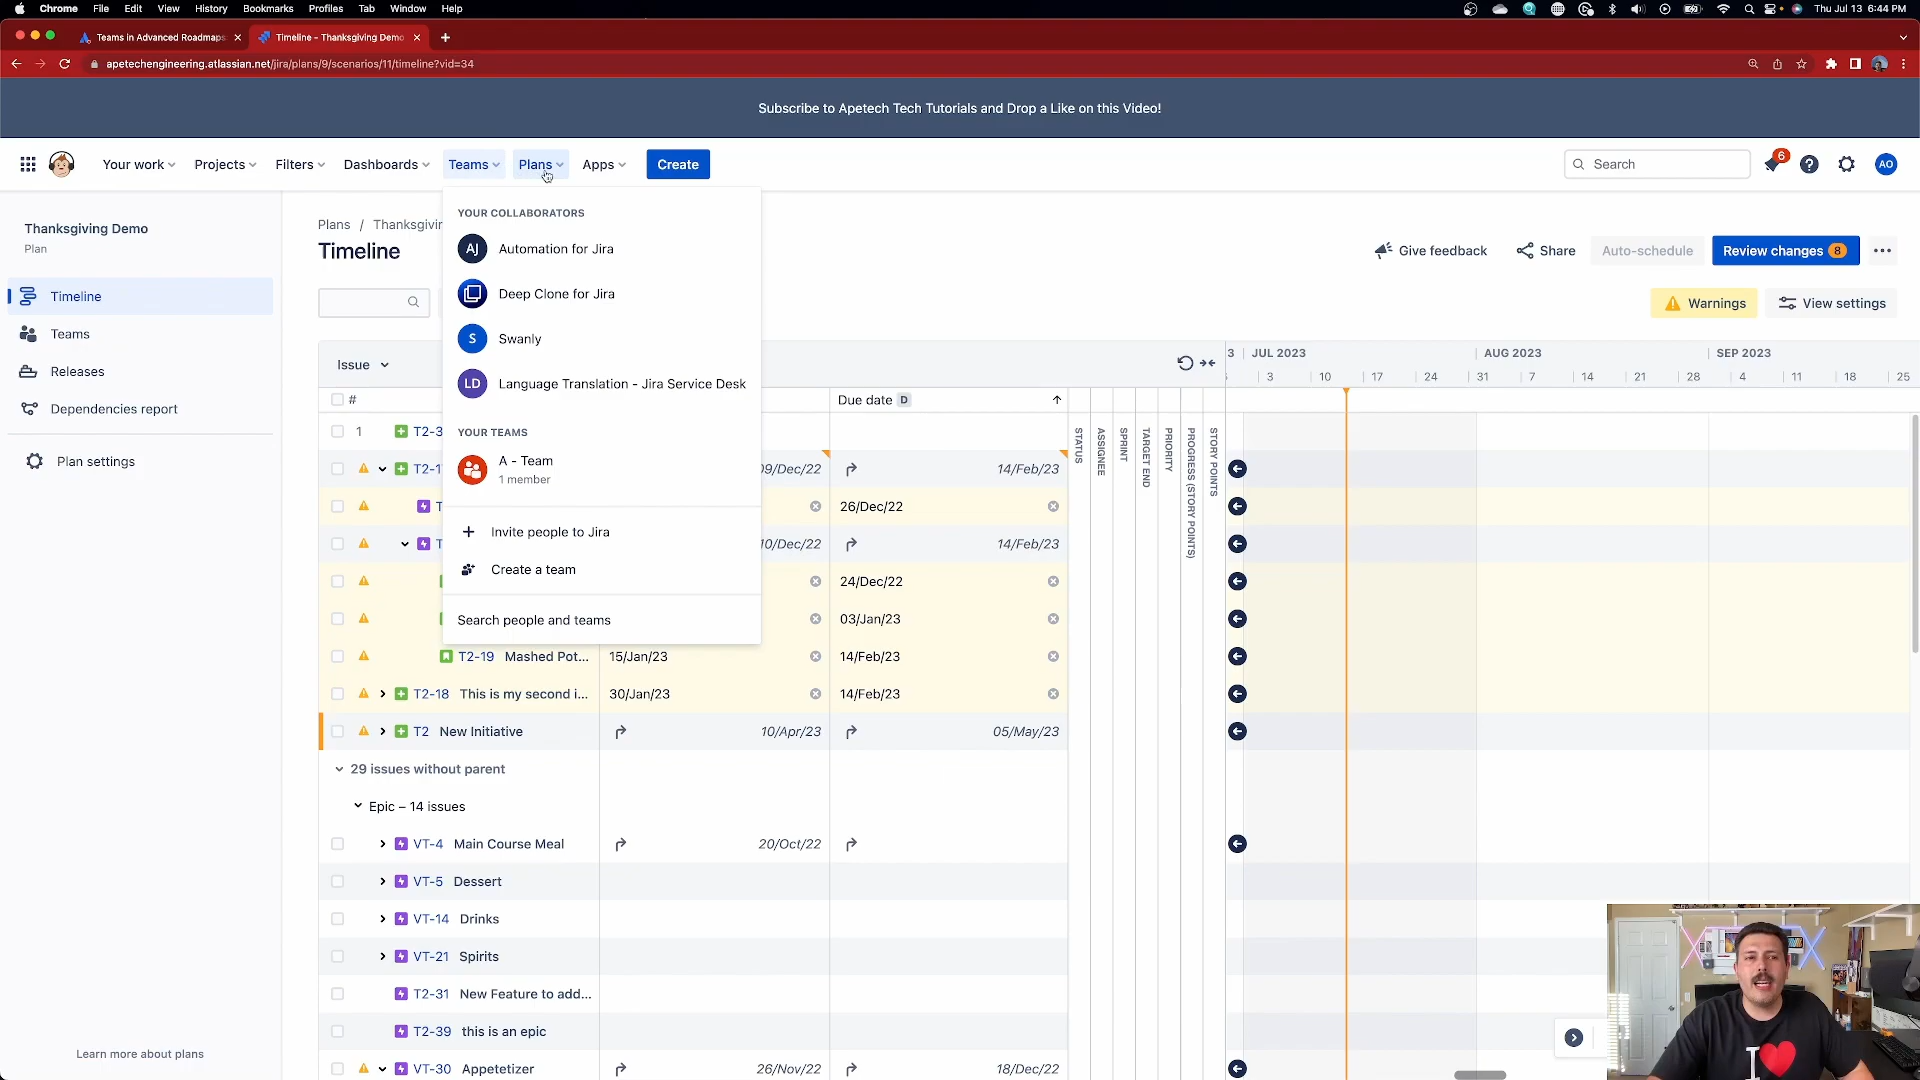 Chrome File Edit View History Bookmarks Profiles Tab Window Help Thu Jul 13 6:44 PM
Teams in Advanced Roadmaps Timeline - Thanksgiving Demo
apetechengineering.atlassian.net/jira/plans/9/scenarios/11/timeline?vid=34
Subscribe to Apetech Tech Tutorials and Drop a Like on this Video!
Your work Projects Filters Dashboards Teams Plans Apps Create Search 6 AO
Thanksgiving Demo
Plan
Timeline
Teams
Releases
Dependencies report
Plan settings
Learn more about plans
Plans / Thanksgivin
Timeline
Give feedback Share Auto-schedule Review changes 8
Warnings View settings
YOUR COLLABORATORS
AJ Automation for Jira
Deep Clone for Jira
S Swanly
LD Language Translation - Jira Service Desk
YOUR TEAMS
A - Team
1 member
Invite people to Jira
Create a team
Search people and teams
Issue
3 JUL 2023 AUG 2023 SEP 2023
3 10 17 24 31 7 14 21 28 4 11 18 25
# Due date D
STATUS
ASSIGNEE
SPRINT
TARGET END
PRIORITY
PROGRESS (STORY POINTS)
STORY POINTS
1 T2-3
T2-1 09/Dec/22 14/Feb/23
T 26/Dec/22
T 10/Dec/22 14/Feb/23
24/Dec/22
03/Jan/23
T2-19 Mashed Pot... 15/Jan/23 14/Feb/23
T2-18 This is my second i... 30/Jan/23 14/Feb/23
T2 New Initiative 10/Apr/23 05/May/23
29 issues without parent
Epic – 14 issues
VT-4 Main Course Meal 20/Oct/22
VT-5 Dessert
VT-14 Drinks
VT-21 Spirits
T2-31 New Feature to add...
T2-39 this is an epic
VT-30 Appetetizer 26/Nov/22 18/Dec/22
I